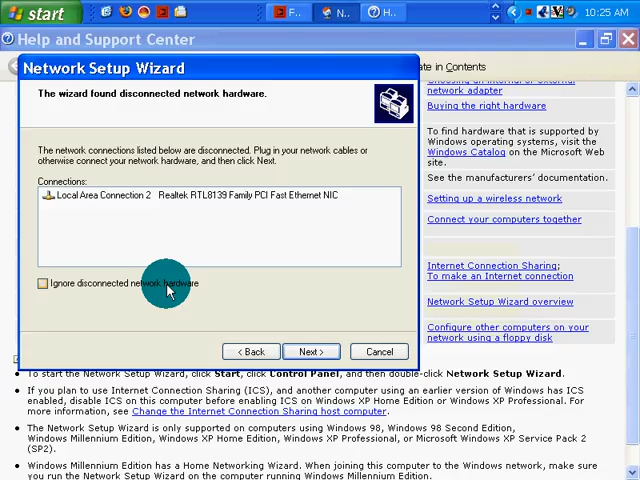 start
F...
N...
H...
10:25 AM
Help and Support Center
ate in Contents
Network Setup Wizard
The wizard found disconnected network hardware.
The network connections listed below are disconnected. Plug in your network cables or
otherwise connect your network hardware, and then click Next.
Connections:
Local Area Connection 2 Realtek RTL8139 Family PCI Fast Ethernet NIC
Ignore disconnected network hardware
< Back
Next >
Cancel
Choosing an internal or external
network adapter
Buying the right hardware
To find hardware that is supported by
Windows operating systems, visit the
Windows Catalog on the Microsoft Web
site.
See the manufacturers' documentation.
Setting up a wireless network
Connect your computers together
Internet Connection Sharing;
To make an Internet connection
Network Setup Wizard overview
Configure other computers on your
network using a floppy disk
• To start the Network Setup Wizard, click Start, click Control Panel, and then double-click Network Setup Wizard.
• If you plan to use Internet Connection Sharing (ICS), and another computer using an earlier version of Windows has ICS
enabled, disable ICS on this computer before enabling ICS on Windows XP Home Edition or Windows XP Professional. For
more information, see Change the Internet Connection Sharing host computer.
• The Network Setup Wizard is only supported on computers using Windows 98, Windows 98 Second Edition,
Windows Millennium Edition, Windows XP Home Edition, Windows XP Professional, or Microsoft Windows XP Service Pack 2
(SP2).
• Windows Millennium Edition has a Home Networking Wizard. When joining this computer to the Windows network, make sure
you run the Network Setup Wizard on the computer running Windows Millennium Edition.